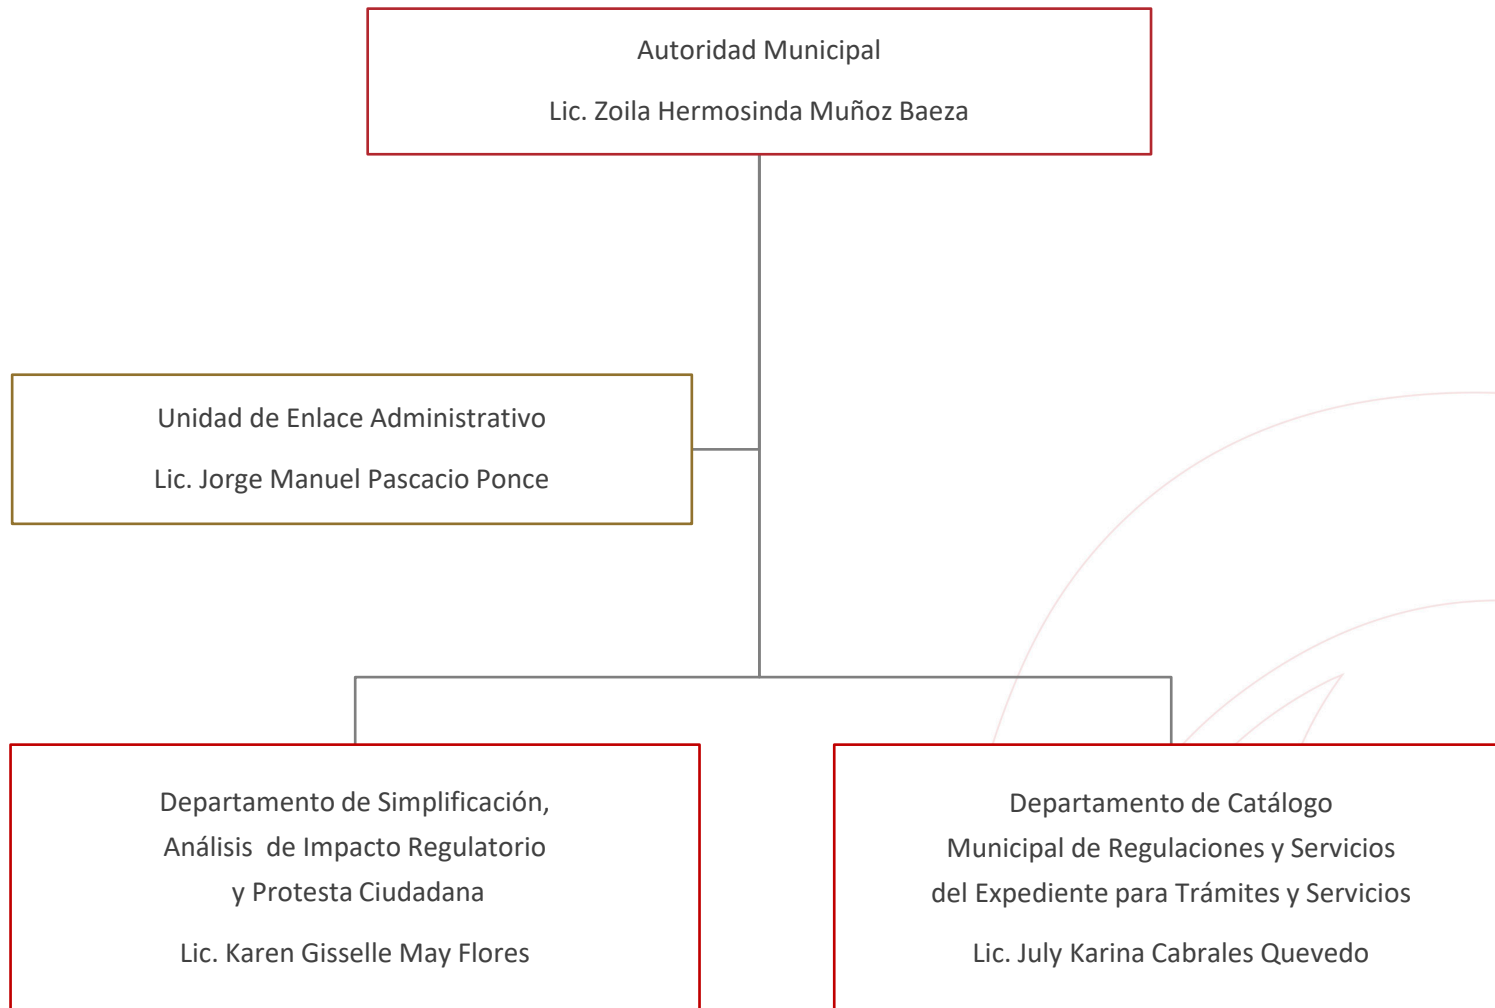 Autoridad Municipal
Lic. Zoila Hermosinda Muñoz Baeza
Unidad de Enlace Administrativo
Lic. Jorge Manuel Pascacio Ponce
Departamento de Simplificación,
Análisis  de Impacto Regulatorio
y Protesta Ciudadana
Lic. Karen Gisselle May Flores
Departamento de Catálogo
Municipal de Regulaciones y Servicios
del Expediente para Trámites y Servicios
Lic. July Karina Cabrales Quevedo